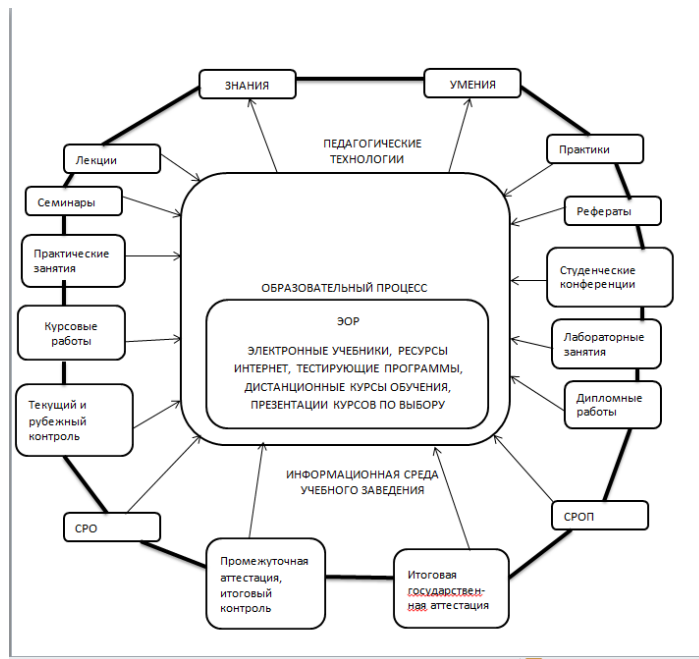 ЗНАНИЯ
УМЕНИЯ
ПЕДАГОГИЧЕСКИЕ
ТЕХНОЛОГИИ
Лекции
Практики
Семинары
Рефераты
Практические
занятия
Студенческие
конференции
ОБРАЗОВАТЕЛЬНЫЙ ПРОЦЕСС
ЭОР
ЭЛЕКТРОННЫЕ УЧЕБНИКИ, РЕСУРСЫ
ИНТЕРНЕТ, ТЕСТИРУЮЩИЕ ПРОГРАММЫ,
ДИСТАНЦИОННЫЕ КУРСЫ ОБУЧЕНИЯ,
ПРЕЗЕНТАЦИИ КУРСОВ ПО ВЫБОРУ
Курсовые
работы
Лабораторные
занятия
Текущий и
рубежный
контроль
Дипломные
работы
ИНФОРМАЦИОННАЯ СРЕДА
УЧЕБНОГО ЗАВЕДЕНИЯ
СРО
СРОП
Промежуточная
аттестация,
итоговый
контроль
Итоговая
государствен-
ная аттестация